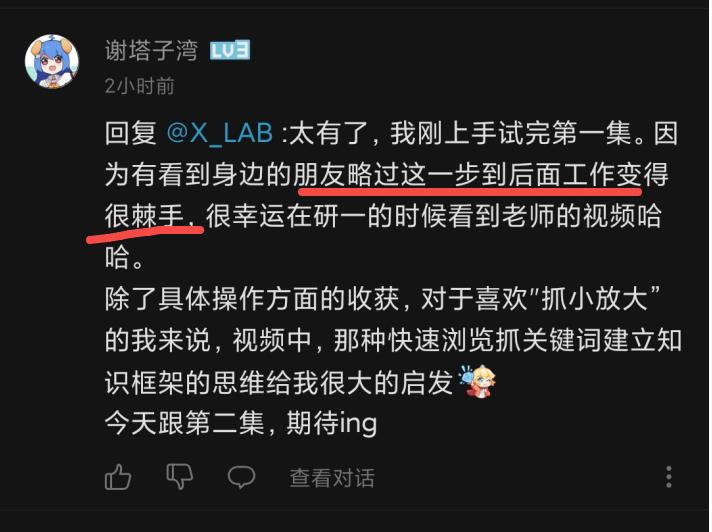 谢塔子湾 LV3
2小时前
回复 @X_LAB :太有了, 我刚上手试完第一集。因
为有看到身边的朋友略过这一步到后面工作变得
很棘手, 很幸运在研一的时候看到老师的视频哈
哈。
除了具体操作方面的收获, 对于喜欢"抓小放大”
的我来说, 视频中, 那种快速浏览抓关键词建立知
识框架的思维给我很大的启发
今天跟第二集, 期待ing
查看对话